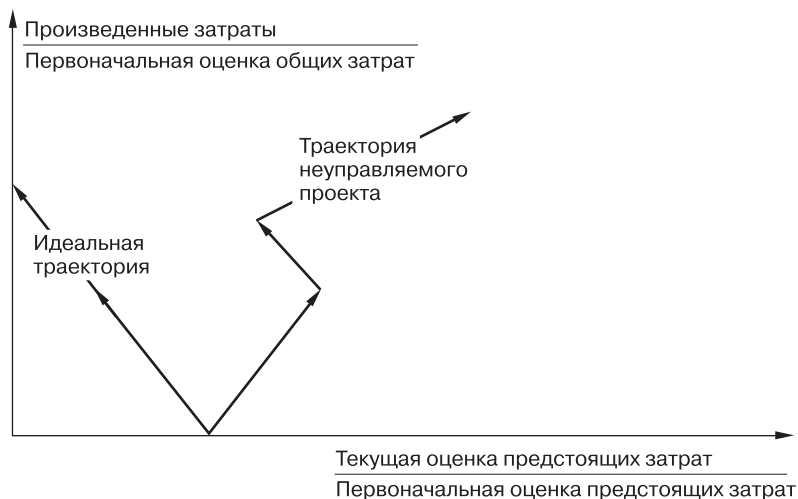 Произведенные затраты
Первоначальная оценка общих затрат
Траектория
неуправляемого
проекта
Идеальная
траектория
Текущая оценка предстоящих затрат
Первоначальная оценка предстоящих затрат